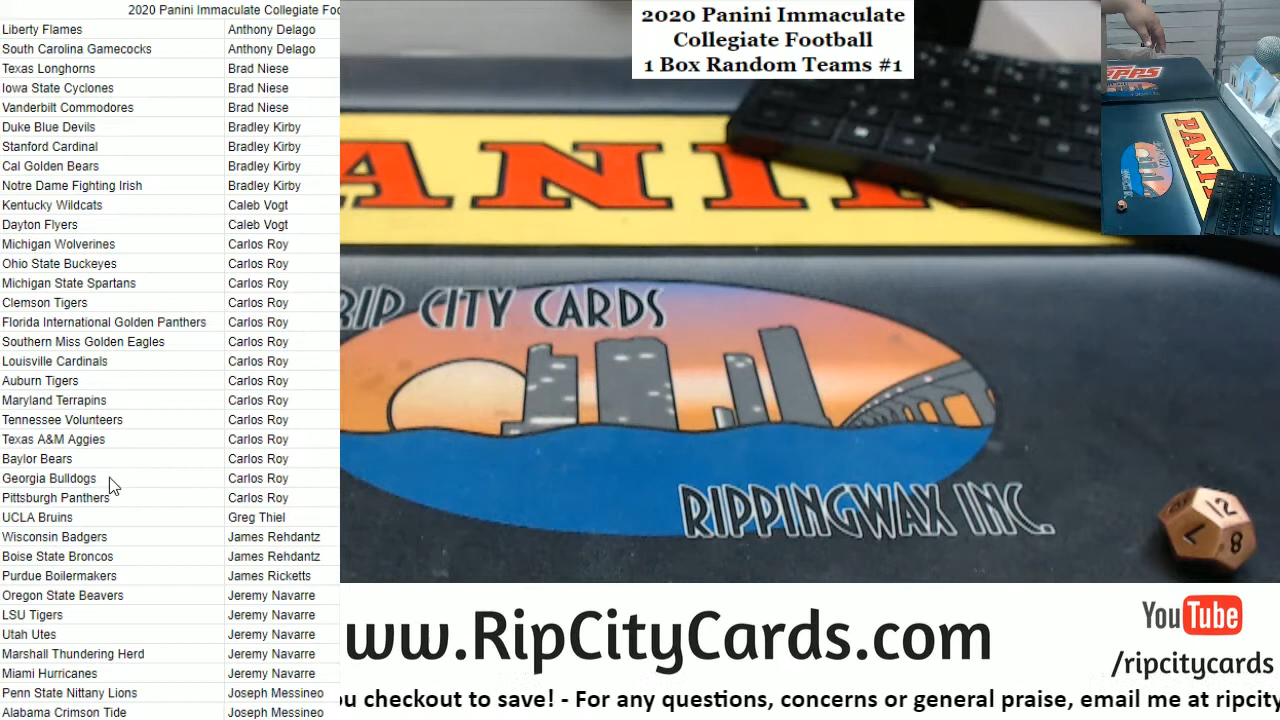 2020 Panini Immaculate Collegiate Foo
Liberty Flames Anthony Delago
South Carolina Gamecocks Anthony Delago
Texas Longhorns Brad Niese
Iowa State Cyclones Brad Niese
Vanderbilt Commodores Brad Niese
Duke Blue Devils Bradley Kirby
Stanford Cardinal Bradley Kirby
Cal Golden Bears Bradley Kirby
Notre Dame Fighting Irish Bradley Kirby
Kentucky Wildcats Caleb Vogt
Dayton Flyers Caleb Vogt
Michigan Wolverines Carlos Roy
Ohio State Buckeyes Carlos Roy
Michigan State Spartans Carlos Roy
Clemson Tigers Carlos Roy
Florida International Golden Panthers Carlos Roy
Southern Miss Golden Eagles Carlos Roy
Louisville Cardinals Carlos Roy
Auburn Tigers Carlos Roy
Maryland Terrapins Carlos Roy
Tennessee Volunteers Carlos Roy
Texas A&M Aggies Carlos Roy
Baylor Bears Carlos Roy
Georgia Bulldogs Carlos Roy
Pittsburgh Panthers Carlos Roy
UCLA Bruins Greg Thiel
Wisconsin Badgers James Rehdantz
Boise State Broncos James Rehdantz
Purdue Boilermakers James Ricketts
Oregon State Beavers Jeremy Navarre
LSU Tigers Jeremy Navarre
Utah Utes Jeremy Navarre
Marshall Thundering Herd Jeremy Navarre
Miami Hurricanes Jeremy Navarre
Penn State Nittany Lions Joseph Messineo
Alabama Crimson Tide Joseph Messineo
2020 Panini Immaculate
Collegiate Football
1 Box Random Teams #1
ANINI
RIP CITY CARDS
RIPPINGWAX INC.
12
7
8
TOPPS
PANI
ww.RipCityCards.com
YouTube
/ripcitycards
ou checkout to save! - For any questions, concerns or general praise, email me at ripcity